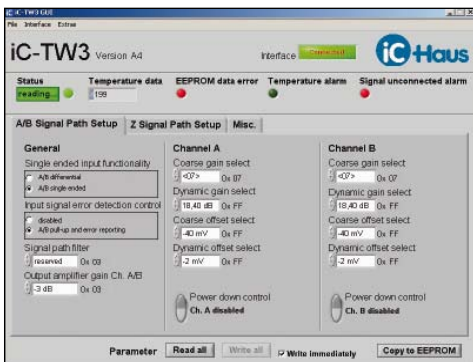 iC-TW3 GUI
File Interface Extras
iC-TW3 Version A4 Interface Connected iC Haus
Status Temperature data EEPROM data error Temperature alarm Signal unconnected alarm
reading... 199
A/B Signal Path Setup Z Signal Path Setup Misc.
General Channel A Channel B
Single ended input functionality Coarse gain select Coarse gain select
A/B differential <07> 0x 07 <07> 0x 07
A/B single ended Dynamic gain select Dynamic gain select
Input signal error detection control 18,40 dB 0x FF 18,40 dB 0x FF
disabled Coarse offset select Coarse offset select
A/B pull-up and error reporting -40 mV 0x FF -40 mV 0x FF
Signal path filter Dynamic offset select Dynamic offset select
reserved 0x 03 -2 mV 0x FF -2 mV 0x FF
Output amplifier gain Ch. A/B
-3 dB 0x 03 Power down control Power down control
Ch. A disabled Ch. B disabled
Parameter Read all Write all Write immediately Copy to EEPROM